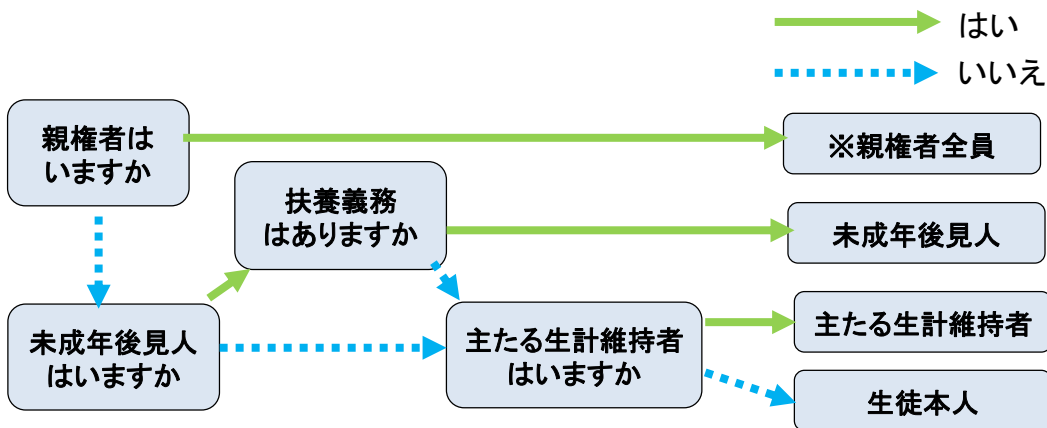 はい
いいえ
親権者は
いますか
※親権者全員
扶養義務
はありますか
未成年後見人
未成年後見人
はいますか
主たる生計維持者
はいますか
主たる生計維持者
生徒本人